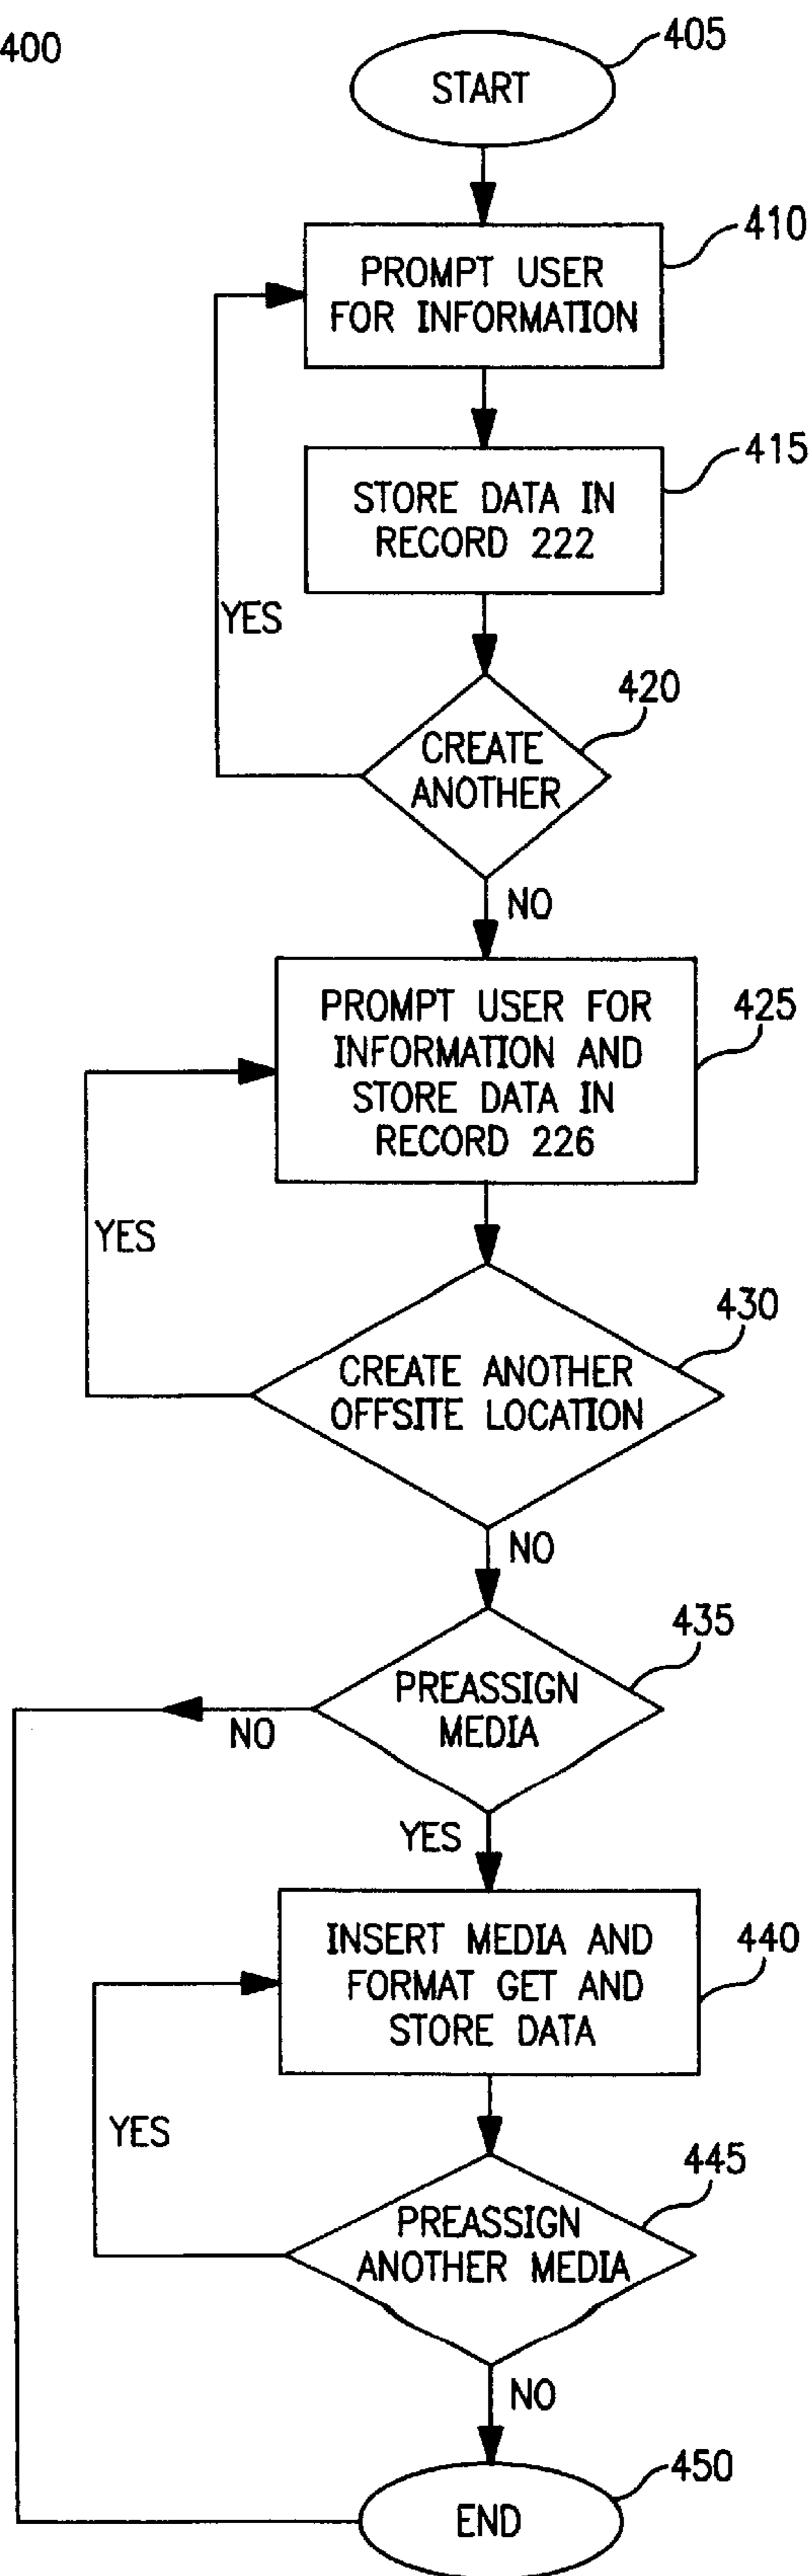 400
405
START
410
PROMPT USER
FOR INFORMATION
415
STORE DATA IN
RECORD 222
YES
420
CREATE
ANOTHER
NO
425
PROMPT USER FOR
INFORMATION AND
STORE DATA IN
RECORD 226
YES
430
CREATE ANOTHER
OFFSITE LOCATION
NO
435
PREASSIGN
MEDIA
NO
YES
440
INSERT MEDIA AND
FORMAT GET AND
STORE DATA
YES
445
PREASSIGN
ANOTHER MEDIA
NO
450
END